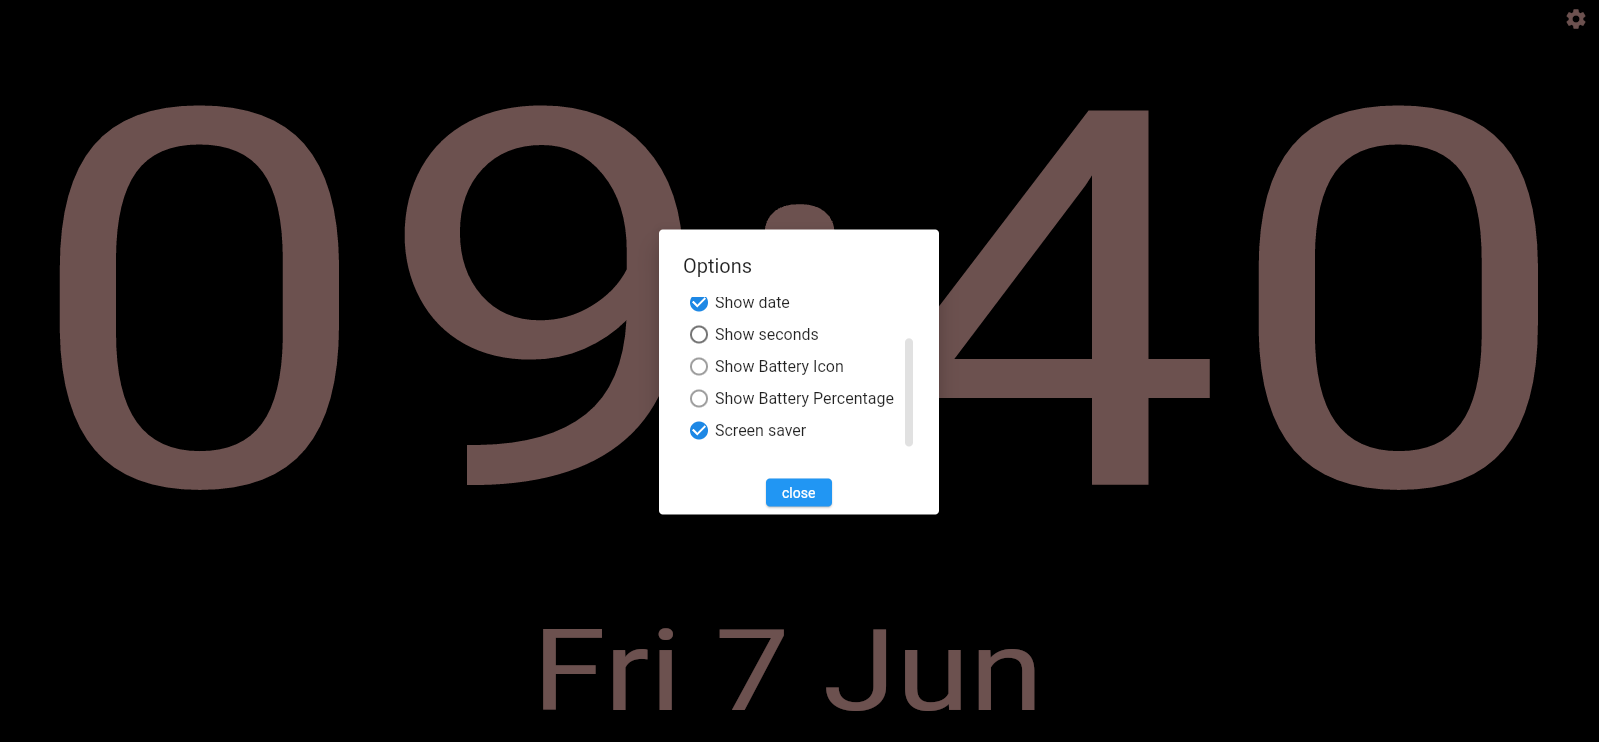 09:40
Options
Show date
Show seconds
Show Battery Icon
Show Battery Percentage
Screen saver
close
Fri 7 Jun